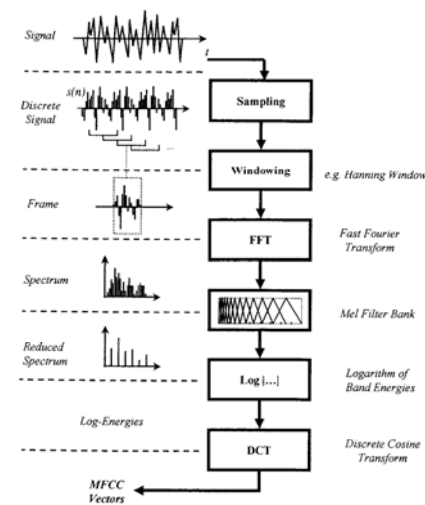 Signal
t
Sampling
s(n)
Discrete
Signal
...
Windowing
e.g. Hanning Window
Frame
FFT
Fast Fourier
Transform
Spectrum
Mel Filter Bank
Reduced
Spectrum
Log |...|
Logarithm of
Band Energies
Log-Energies
DCT
Discrete Cosine
Transform
MFCC
Vectors